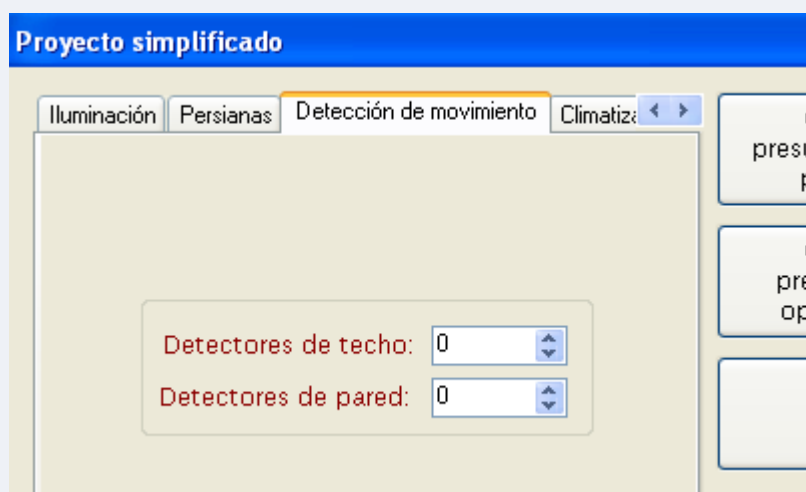 Proyecto simplificado
Iluminación Persianas Detección de movimiento
Detectores de techo: 0
Detectores de pared: 0